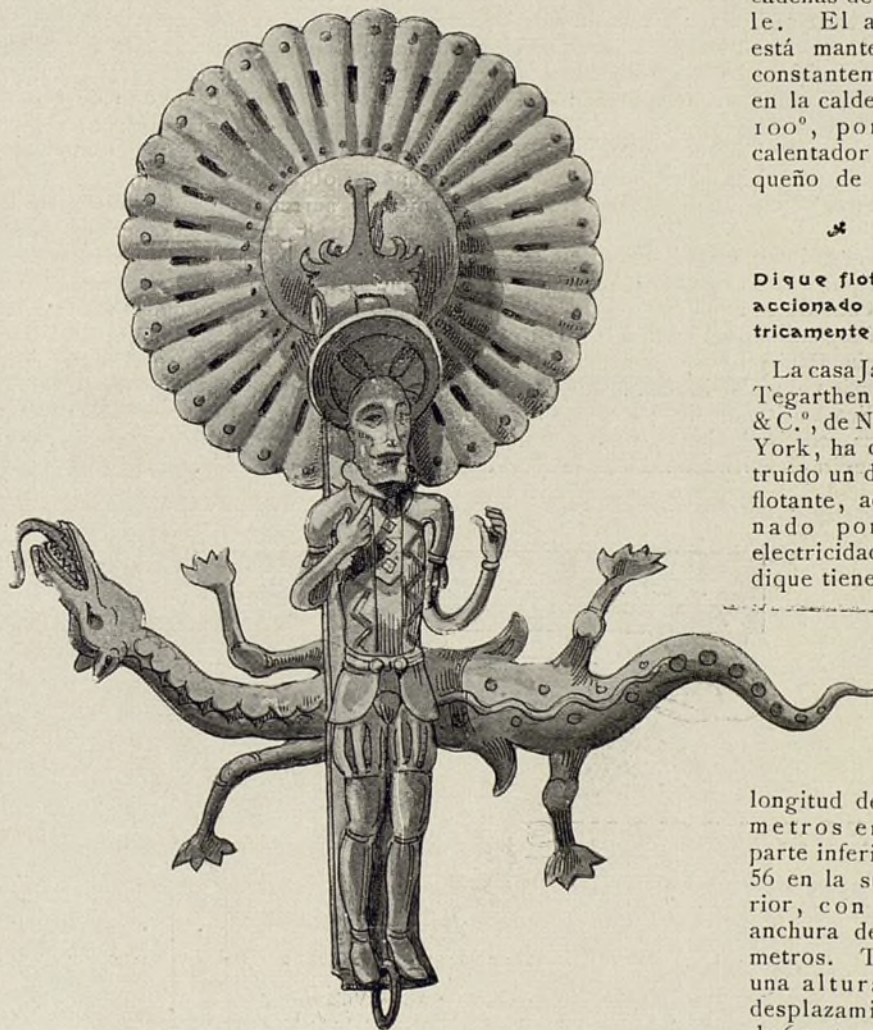 le. El a
está mante
constantem
en la calde
100°, por
calentador
queño de
Dique flot
accionado
tricamente
La casa Ja
Tegarthen
& C.º, de N
York, ha c
truído un d
flotante, ac
nado por
electricidad
dique tiene
longitud de
metros en
parte inferi
56 en la su
rior, con
anchura de
metros. T
una altura
desplazami